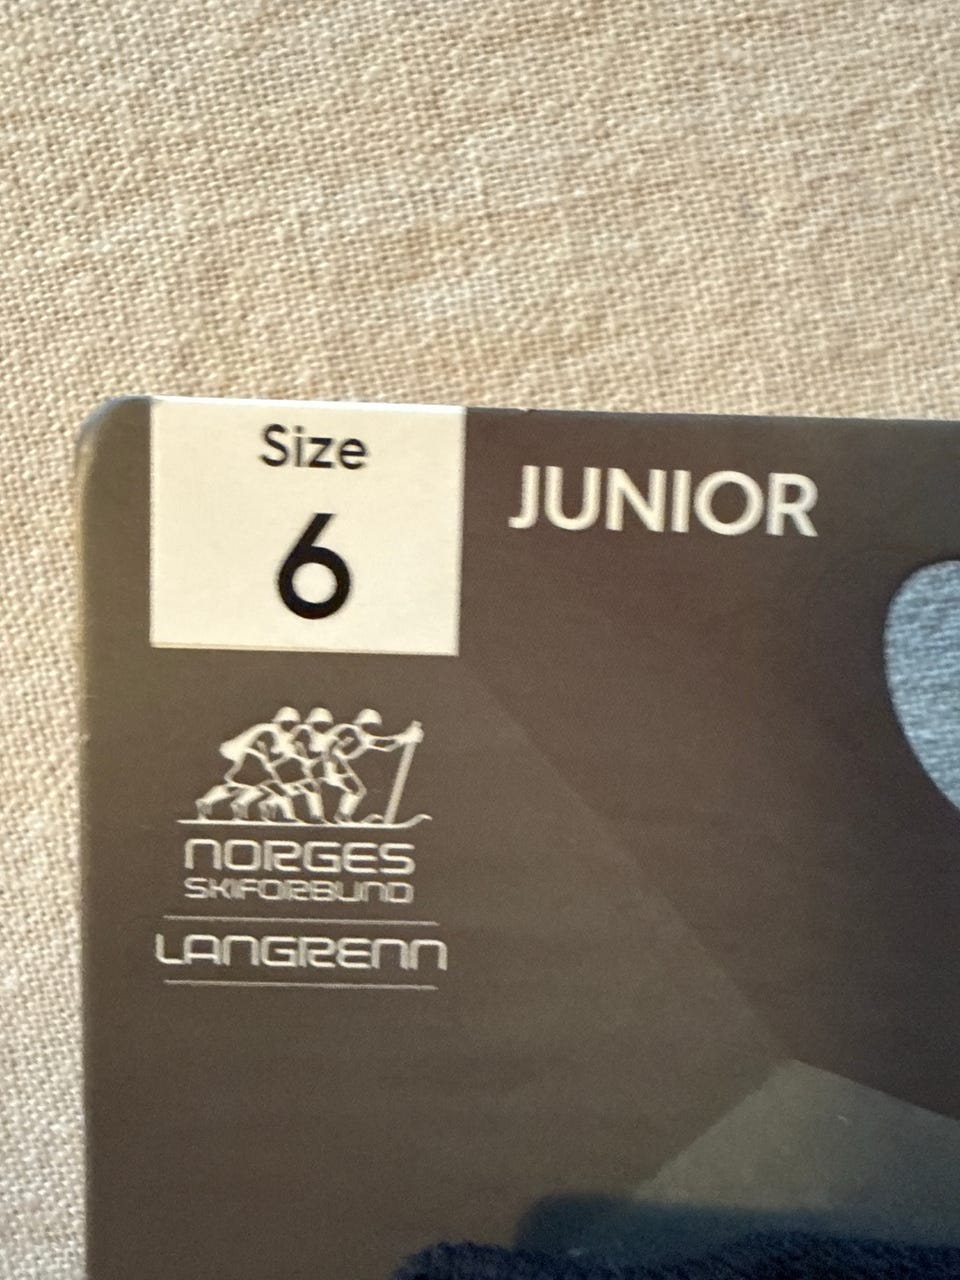 Size
6
JUNIOR
NORGES
SKIFORBUND
LANGRENN